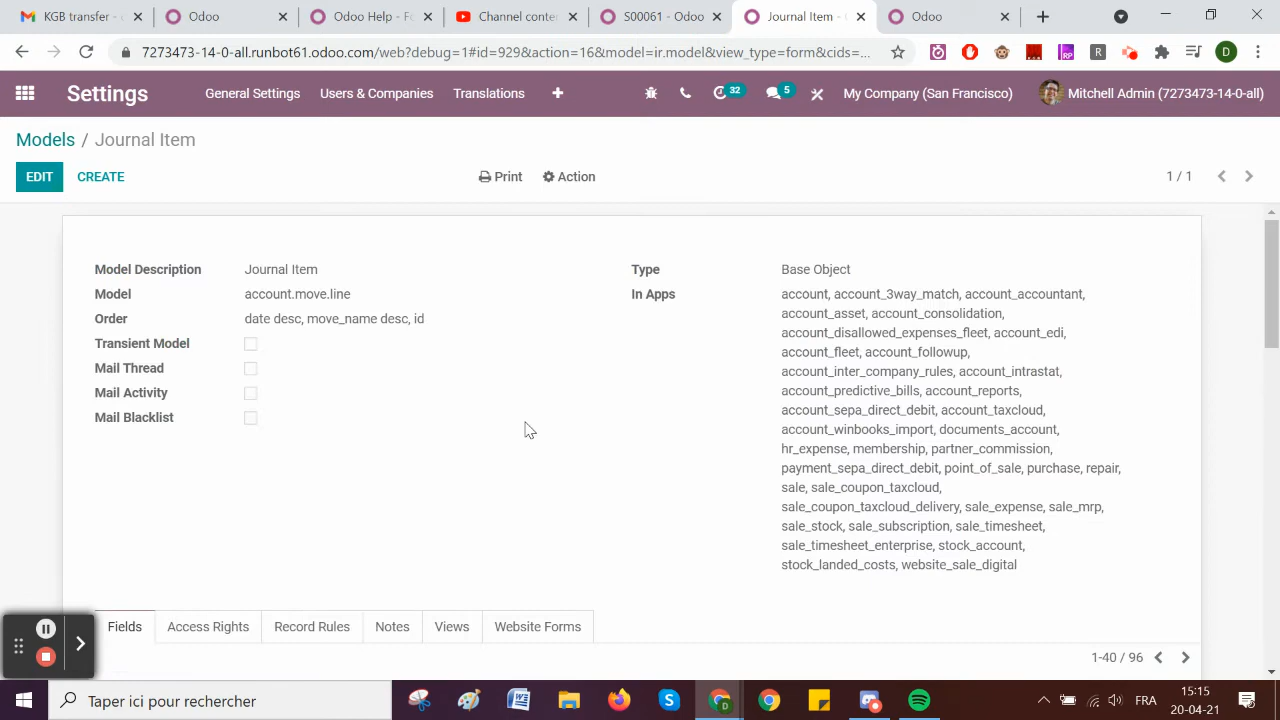 KGB transfer -
Odoo
Odoo Help - Fo
Channel conte
S00061 - Odoo
Journal Item -
Odoo
7273473-14-0-all.runbot61.odoo.com/web?debug=1#id=929&action=16&model=ir.model&view_type=form&cids=...
RP
R
D
Settings
General Settings
Users & Companies
Translations
32
5
My Company (San Francisco)
Mitchell Admin (7273473-14-0-all)
Models / Journal Item
EDIT
CREATE
Print
Action
1 / 1
Model Description
Journal Item
Model
account.move.line
Order
date desc, move_name desc, id
Transient Model
Mail Thread
Mail Activity
Mail Blacklist
Type
Base Object
In Apps
account, account_3way_match, account_accountant,
account_asset, account_consolidation,
account_disallowed_expenses_fleet, account_edi,
account_fleet, account_followup,
account_inter_company_rules, account_intrastat,
account_predictive_bills, account_reports,
account_sepa_direct_debit, account_taxcloud,
account_winbooks_import, documents_account,
hr_expense, membership, partner_commission,
payment_sepa_direct_debit, point_of_sale, purchase, repair,
sale, sale_coupon_taxcloud,
sale_coupon_taxcloud_delivery, sale_expense, sale_mrp,
sale_stock, sale_subscription, sale_timesheet,
sale_timesheet_enterprise, stock_account,
stock_landed_costs, website_sale_digital
Fields
Access Rights
Record Rules
Notes
Views
Website Forms
1-40 / 96
Taper ici pour rechercher
FRA
15:15
20-04-21